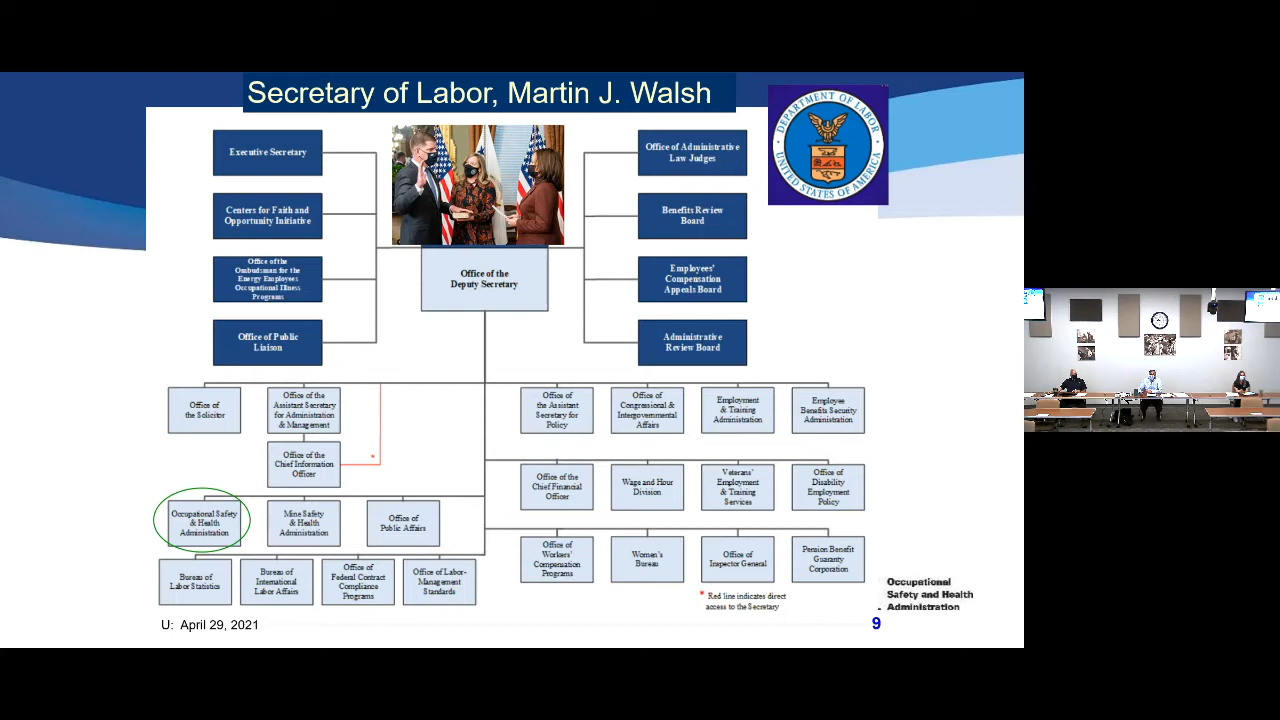 Secretary of Labor, Martin J. Walsh
DEPARTMENT OF LABOR
UNITED STATES OF AMERICA
Executive Secretary
Centers for Faith and
Opportunity Initiative
Office of the
Ombudsman for the
Energy Employees
Occupational Illness
Programs
Office of Public
Liaison
Office of the
Deputy Secretary
Office of Administrative
Law Judges
Benefits Review
Board
Employees'
Compensation
Appeals Board
Administrative
Review Board
Office of
the Solicitor
Office of the
Assistant Secretary
for Administration
& Management
Office of the
Chief Information
Officer
*
Office of
the Assistant
Secretary for
Policy
Office of
Congressional &
Intergovernmental
Affairs
Employment
& Training
Administration
Employee
Benefits Security
Administration
Office of the
Chief Financial
Officer
Wage and Hour
Division
Veterans'
Employment
& Training
Services
Office of
Disability
Employment
Policy
Occupational Safety
& Health
Administration
Mine Safety
& Health
Administration
Office of
Public Affairs
Office of
Workers'
Compensation
Programs
Women's
Bureau
Office of
Inspector General
Pension Benefit
Guaranty
Corporation
Bureau of
Labor Statistics
Bureau of
International
Labor Affairs
Office of
Federal Contract
Compliance
Programs
Office of Labor-
Management
Standards
* Red line indicates direct
access to the Secretary
Occupational
Safety and Health
Administration
U: April 29, 2021
9